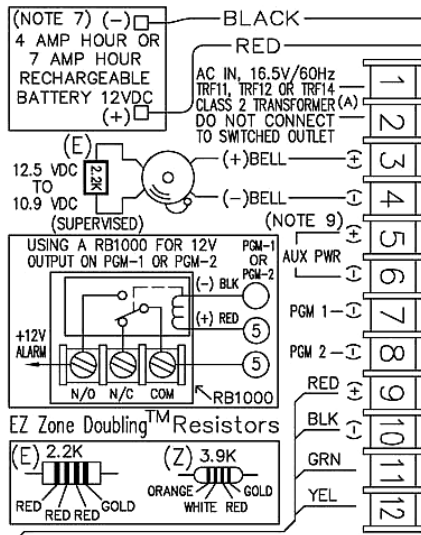 (NOTE 7) (-)
4 AMP HOUR OR
7 AMP HOUR
RECHARGEABLE
BATTERY 12VDC
(+)
BLACK
RED
AC IN, 16.5V/60Hz
TRF11, TRF12 OR TRF14
CLASS 2 TRANSFORMER (A)
DO NOT CONNECT
TO SWITCHED OUTLET
1
2
(E)
2.2K
12.5 VDC
TO
10.9 VDC
(SUPERVISED)
(+)BELL (+) 3
(-)BELL (-) 4
(NOTE 9)
AUX PWR
(+) 5
(-) 6
PGM 1 (-) 7
PGM 2 (-) 8
RED (+) 9
BLK (-) 10
GRN 11
YEL 12
USING A RB1000 FOR 12V
OUTPUT ON PGM-1 OR PGM-2
PGM-1
OR
PGM-2
(-) BLK
(+) RED
5
5
+12V
ALARM
N/O N/C COM
RB1000
EZ Zone Doubling™ Resistors
(E) 2.2K
RED
RED RED
GOLD
(Z) 3.9K
ORANGE
WHITE RED
GOLD